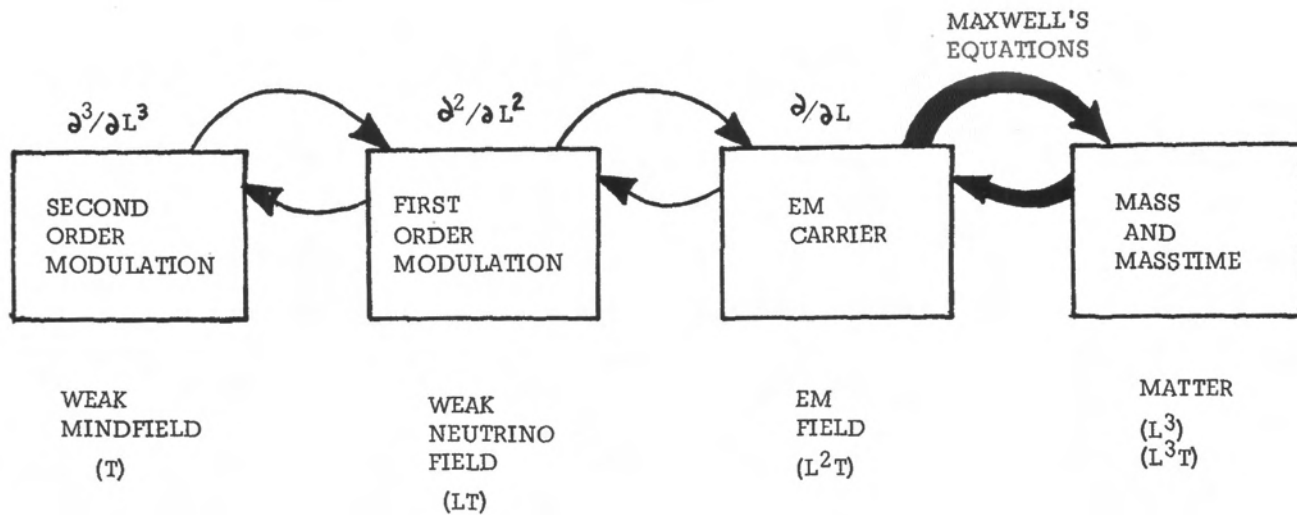 MAXWELL'S
EQUATIONS
∂³/∂L³
∂²/∂L²
∂/∂L
SECOND
ORDER
MODULATION
FIRST
ORDER
MODULATION
EM
CARRIER
MASS
AND
MASSTIME
WEAK
MINDFIELD
(T)
WEAK
NEUTRINO
FIELD
(LT)
EM
FIELD
(L²T)
MATTER
(L³)
(L³T)